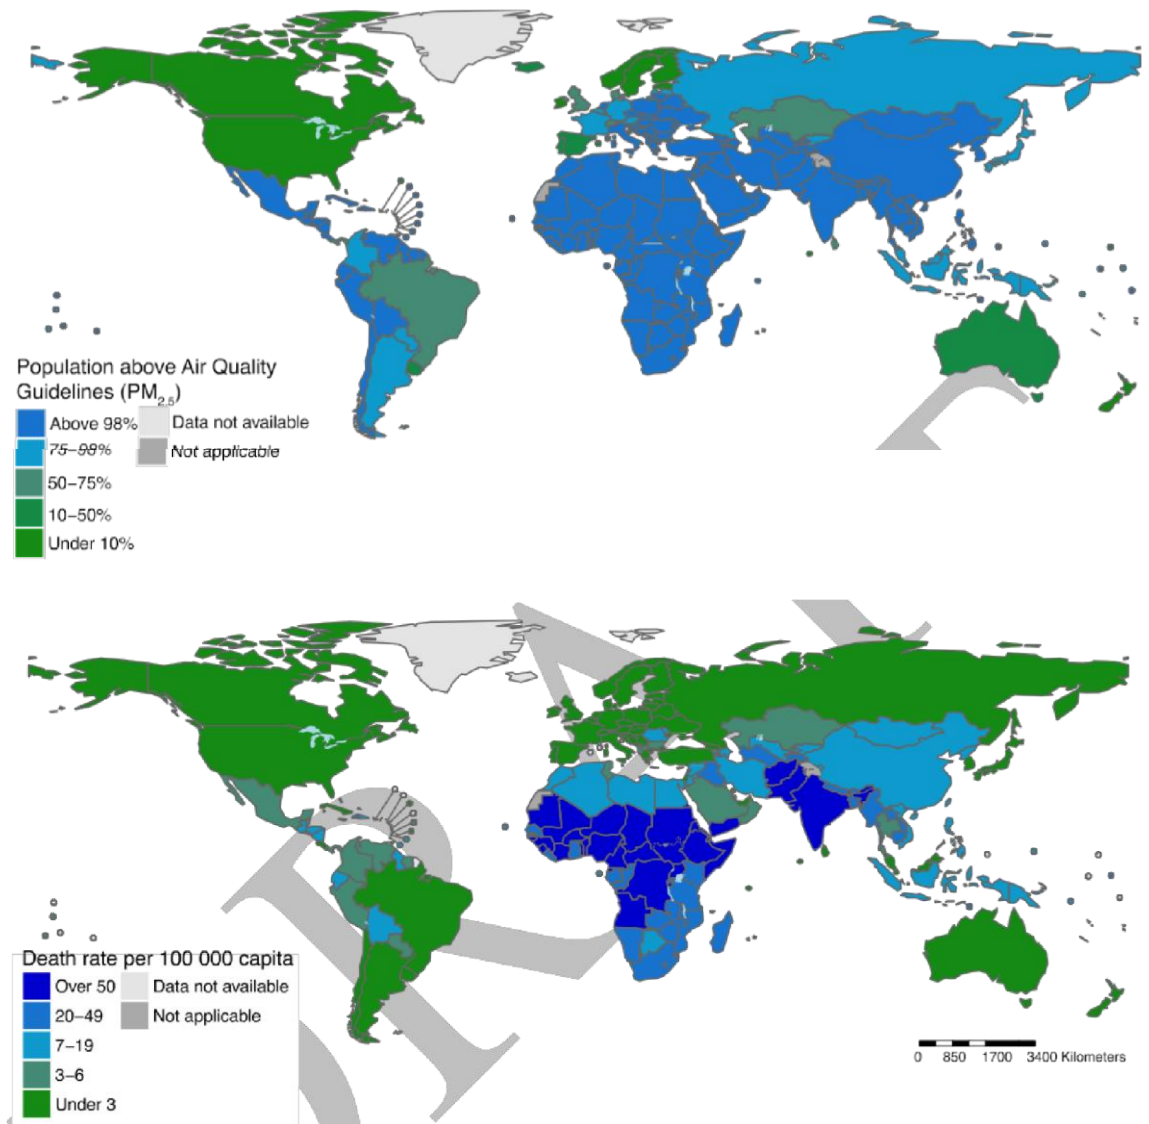 Population above Air Quality
Guidelines (PM2.5)
Above 98%
75–98%
50–75%
10–50%
Under 10%
Data not available
Not applicable
Death rate per 100 000 capita
Over 50
20–49
7–19
3–6
Under 3
Data not available
Not applicable
0 850 1700 3400 Kilometers